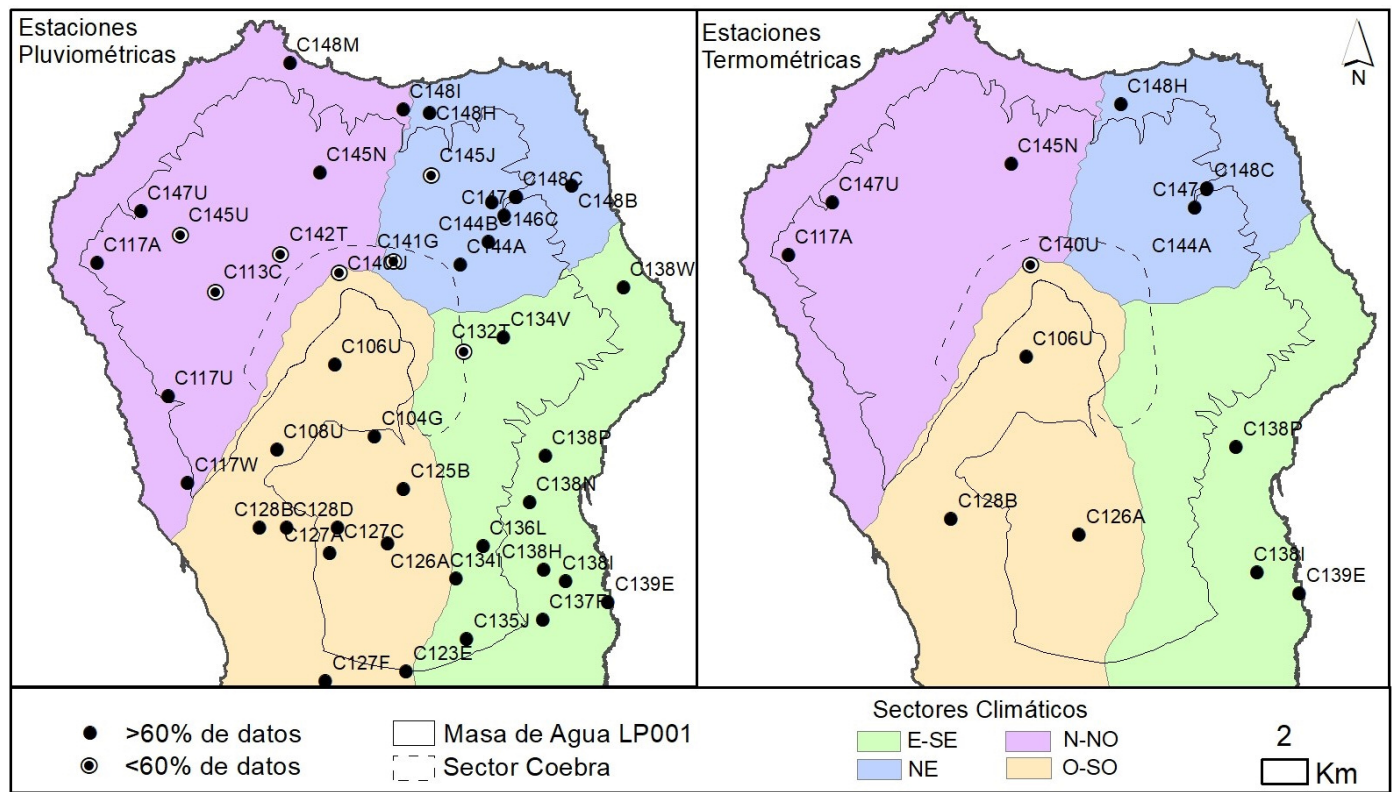 Estaciones
Pluviométricas
C148M
C148I
C148H
C145N
C145J
C148C
C147
C148B
C147U
C146C
C145U
C144B
C142T
C141G
C144A
C117A
C140U
C113C
C138W
C132T
C134V
C106U
C117U
C104G
C108U
C138P
C117W
C125B
C138N
C128B
C128D
C127A
C127C
C136L
C126A
C134I
C138H
C138I
C139E
C137F
C135J
C123E
C127F
Estaciones
Termométricas
N
C148H
C145N
C148C
C147U
C147
C117A
C140U
C144A
C106U
C138P
C128B
C126A
C138I
C139E
>60% de datos
<60% de datos
Masa de Agua LP001
Sector Coebra
Sectores Climáticos
E-SE
N-NO
NE
O-SO
2
Km